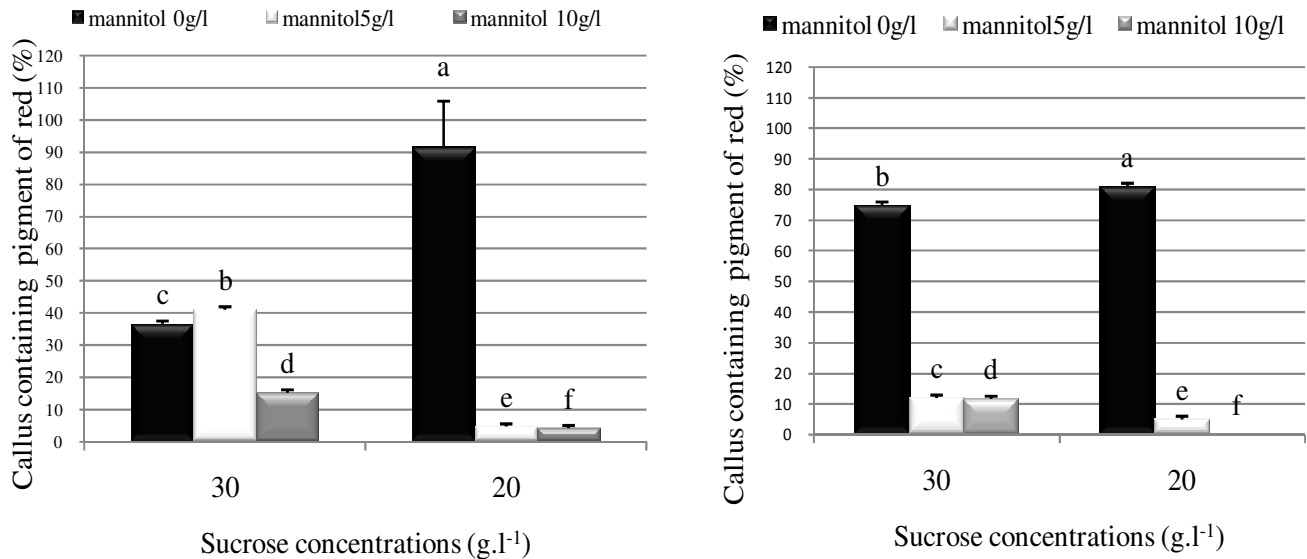 mannitol 0g/l mannitol5g/l mannitol 10g/l
Callus containing pigment of red (%)
120
110
100
90
80
70
60
50
40
30
20
10
0
c
b
d
a
e
f
30
20
Sucrose concentrations (g.l⁻¹)
mannitol 0g/l mannitol5g/l mannitol 10g/l
Callus containing pigment of red (%)
120
110
100
90
80
70
60
50
40
30
20
10
0
b
c
d
a
e
f
30
20
Sucrose concentrations (g.l⁻¹)